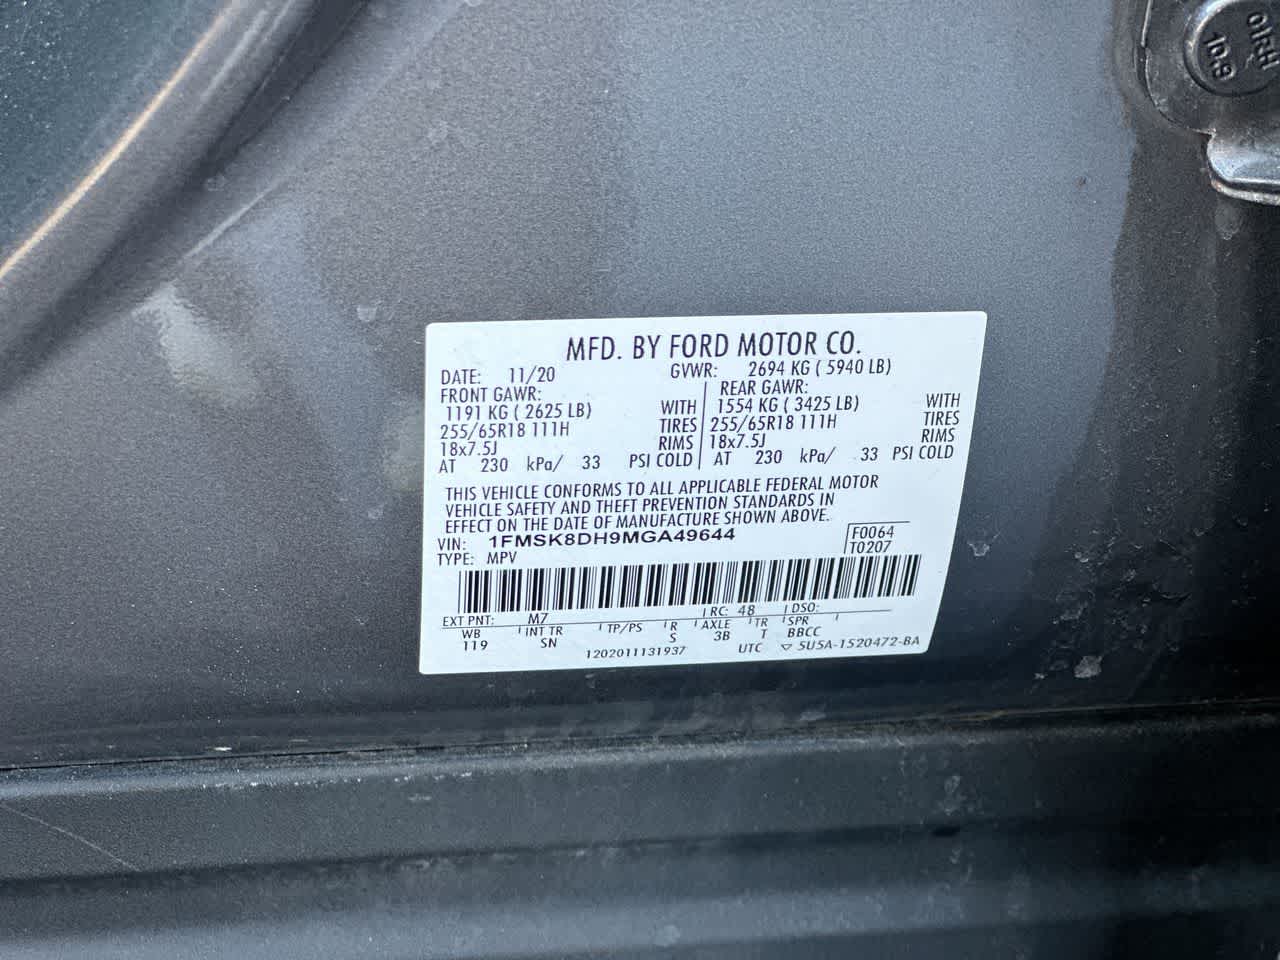 01RH
10.9
MFD. BY FORD MOTOR CO.
DATE: 11/20 GVWR: 2694 KG ( 5940 LB)
FRONT GAWR: REAR GAWR:
1191 KG ( 2625 LB) WITH 1554 KG ( 3425 LB) WITH
255/65R18 111H TIRES 255/65R18 111H TIRES
18x7.5J RIMS 18x7.5J RIMS
AT 230 kPa/ 33 PSI COLD AT 230 kPa/ 33 PSI COLD
THIS VEHICLE CONFORMS TO ALL APPLICABLE FEDERAL MOTOR
VEHICLE SAFETY AND THEFT PREVENTION STANDARDS IN
EFFECT ON THE DATE OF MANUFACTURE SHOWN ABOVE.
VIN: 1FMSK8DH9MGA49644 F0064
TYPE: MPV T0207
EXT PNT: M7 RC: 48 DSO:
WB INT TR TP/PS R AXLE TR SPR
119 SN S 3B T BBCC
1202011131937 UTC ▽ 5U5A-1520472-BA